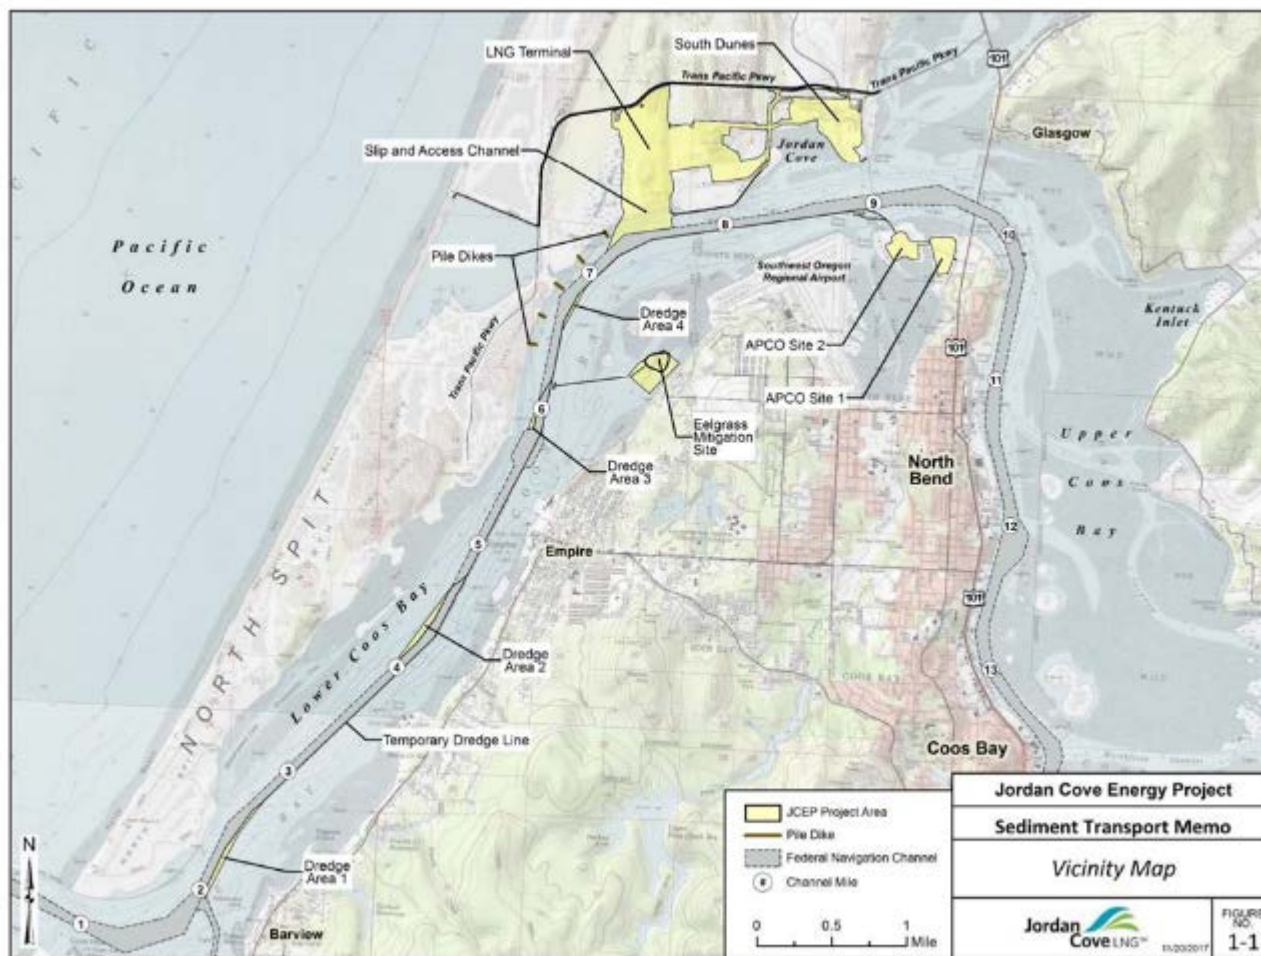 LNG
Terminal
South Dunes
Trans Pacific Pkwy
Trans Pacific Pkwy
101
Glasgow
Slip and Access Channel
Jordan
Cove
9
8
10
Pacific
Ocean
Pile Dikes
7
Southwest Oregon
Regional Airport
Kentuck
Inlet
Dredge
Area 4
APCO Site 2
101
Trans Pacific Pkwy
11
APCO Site 1
6
Eelgrass
Mitigation
Site
Upper
Coos
Bay
Dredge
Area 3
North
Bend
NORTH SPIT
12
5
Empire
101
Lower Coos Bay
4
Dredge
Area 2
13
Temporary Dredge Line
Coos Bay
3
Dredge
Area 1
2
1
Barview
N
JCEP Project Area
Pile Dike
Federal Navigation Channel
# Channel Mile
0 0.5 1
Mile
Jordan Cove Energy Project
Sediment Transport Memo
Vicinity Map
Jordan
Cove LNG™
11/20/2017
FIGURE
NO.
1-1